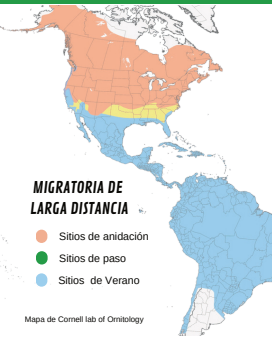 MIGRATORIA DE
LARGA DISTANCIA
Sitios de anidación
Sitios de paso
Sitios de Verano
Mapa de Cornell lab of Ornitology